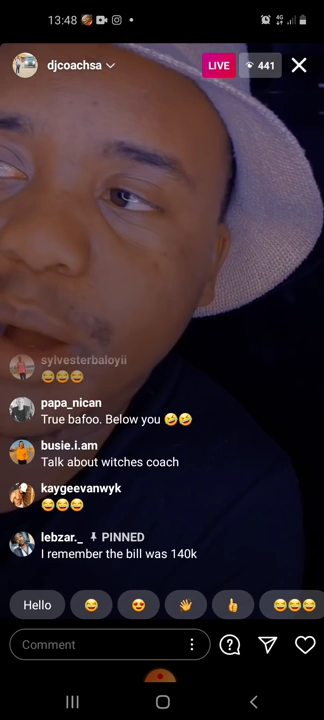 13:48
4G
djcoachsa
LIVE
441
sylvesterbaloyii
😂😂😂
papa_nican
True bafoo. Below you 🤣🤣
busie.i.am
Talk about witches coach
kaygeevanwyk
😂😂😂
lebzar._ PINNED
I remember the bill was 140k
Hello 😂 😍 👋 👍 😂😂😂
Comment